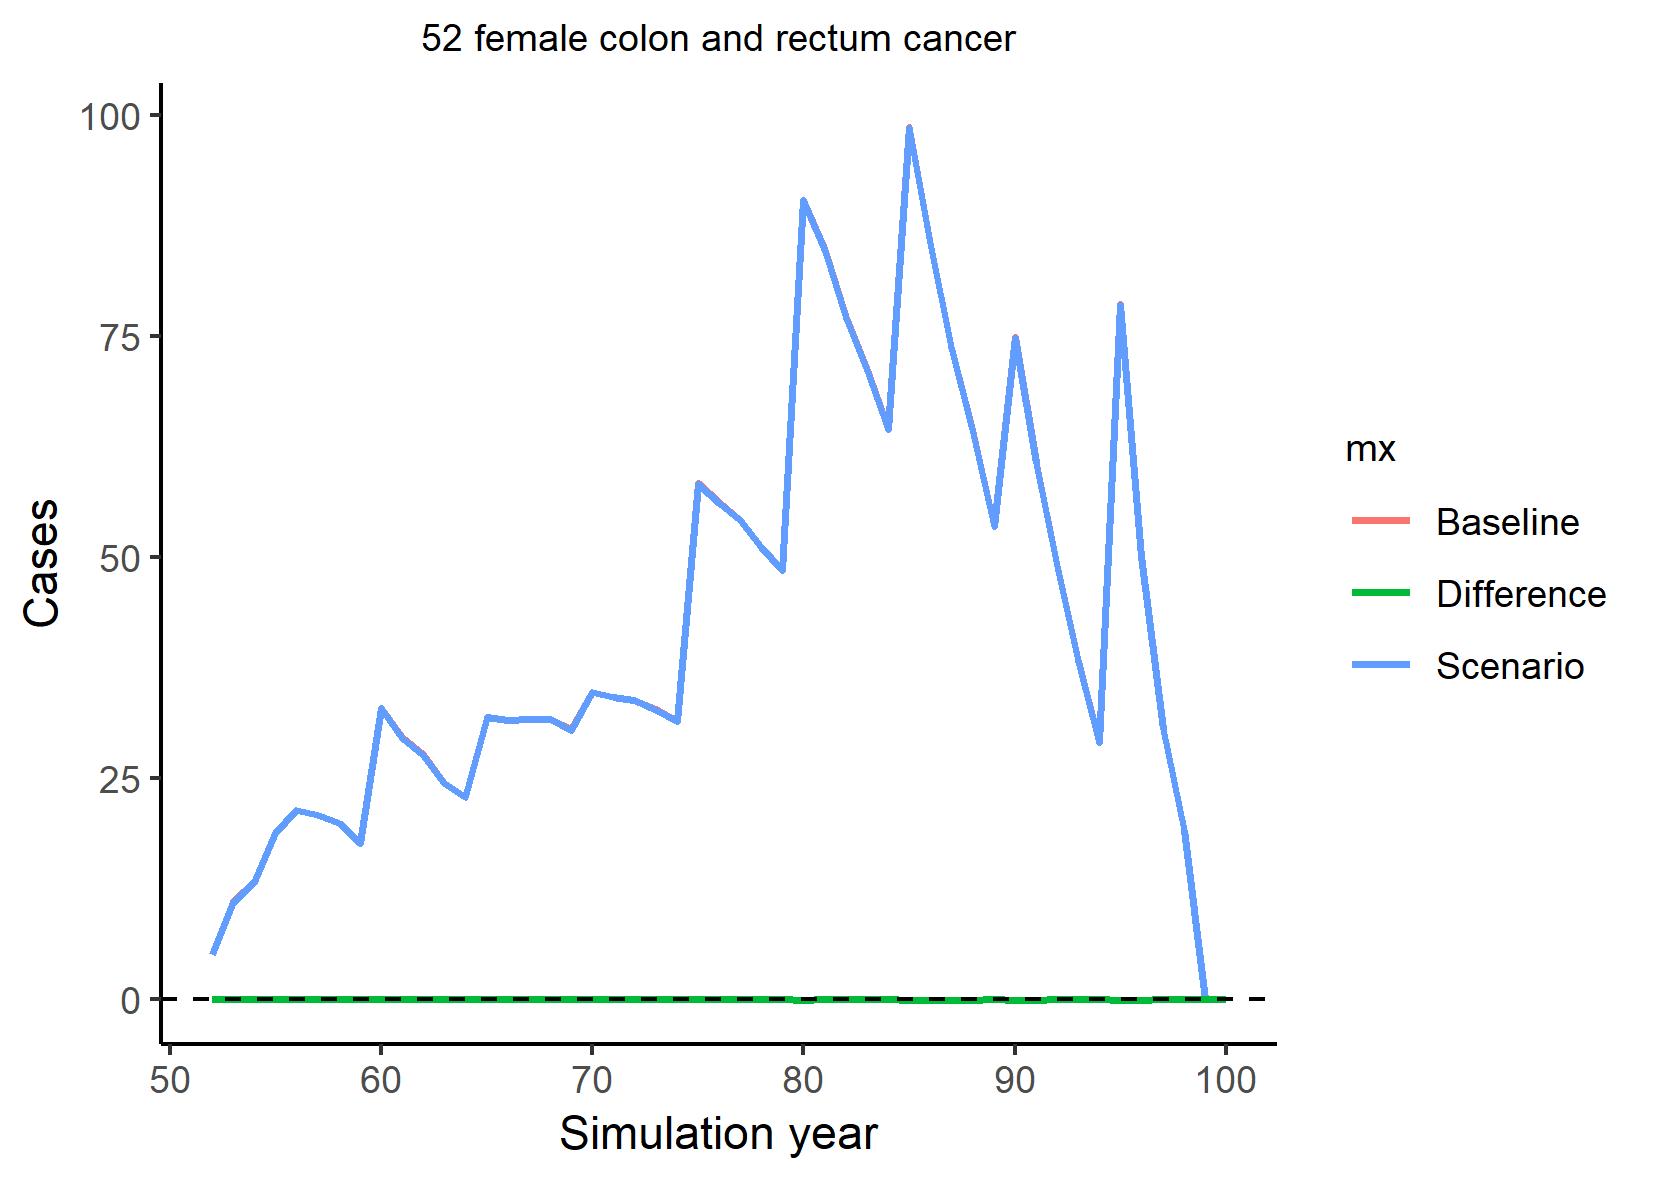 52 female colon and rectum cancer
100
75
50
25
0
Cases
50
60
70
80
90
100
Simulation year
mx
Baseline
Difference
Scenario